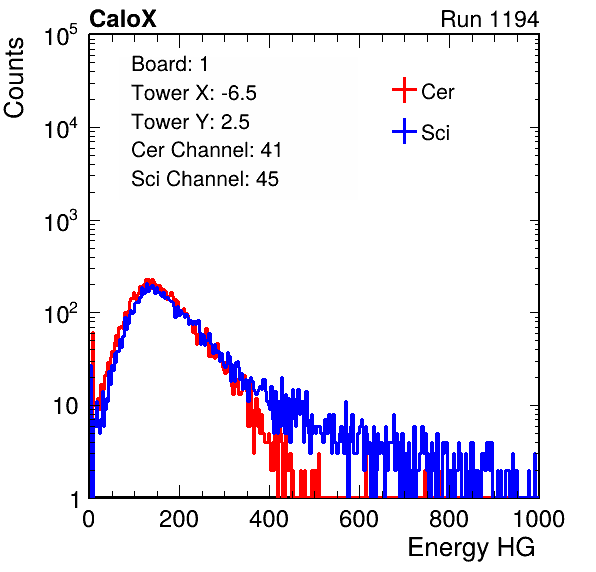 CaloX Run 1194
Counts
Board: 1
Tower X: -6.5
Tower Y: 2.5
Cer Channel: 41
Sci Channel: 45
Cer
Sci
10^5
10^4
10^3
10^2
10
1
0 200 400 600 800 1000
Energy HG